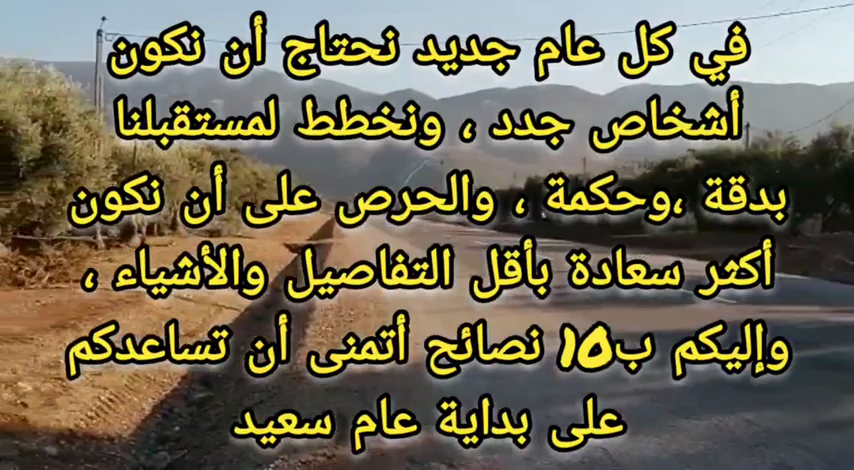 في كل عام جديد نحتاج أن نكون
أشخاص جدد ، ونخطط لمستقبلنا
بدقة ،وحكمة ، والحرص على أن نكون
أكثر سعادة بأقل التفاصيل والأشياء ،
وإليكم ب10 نصائح أتمنى أن تساعدكم
على بداية عام سعيد